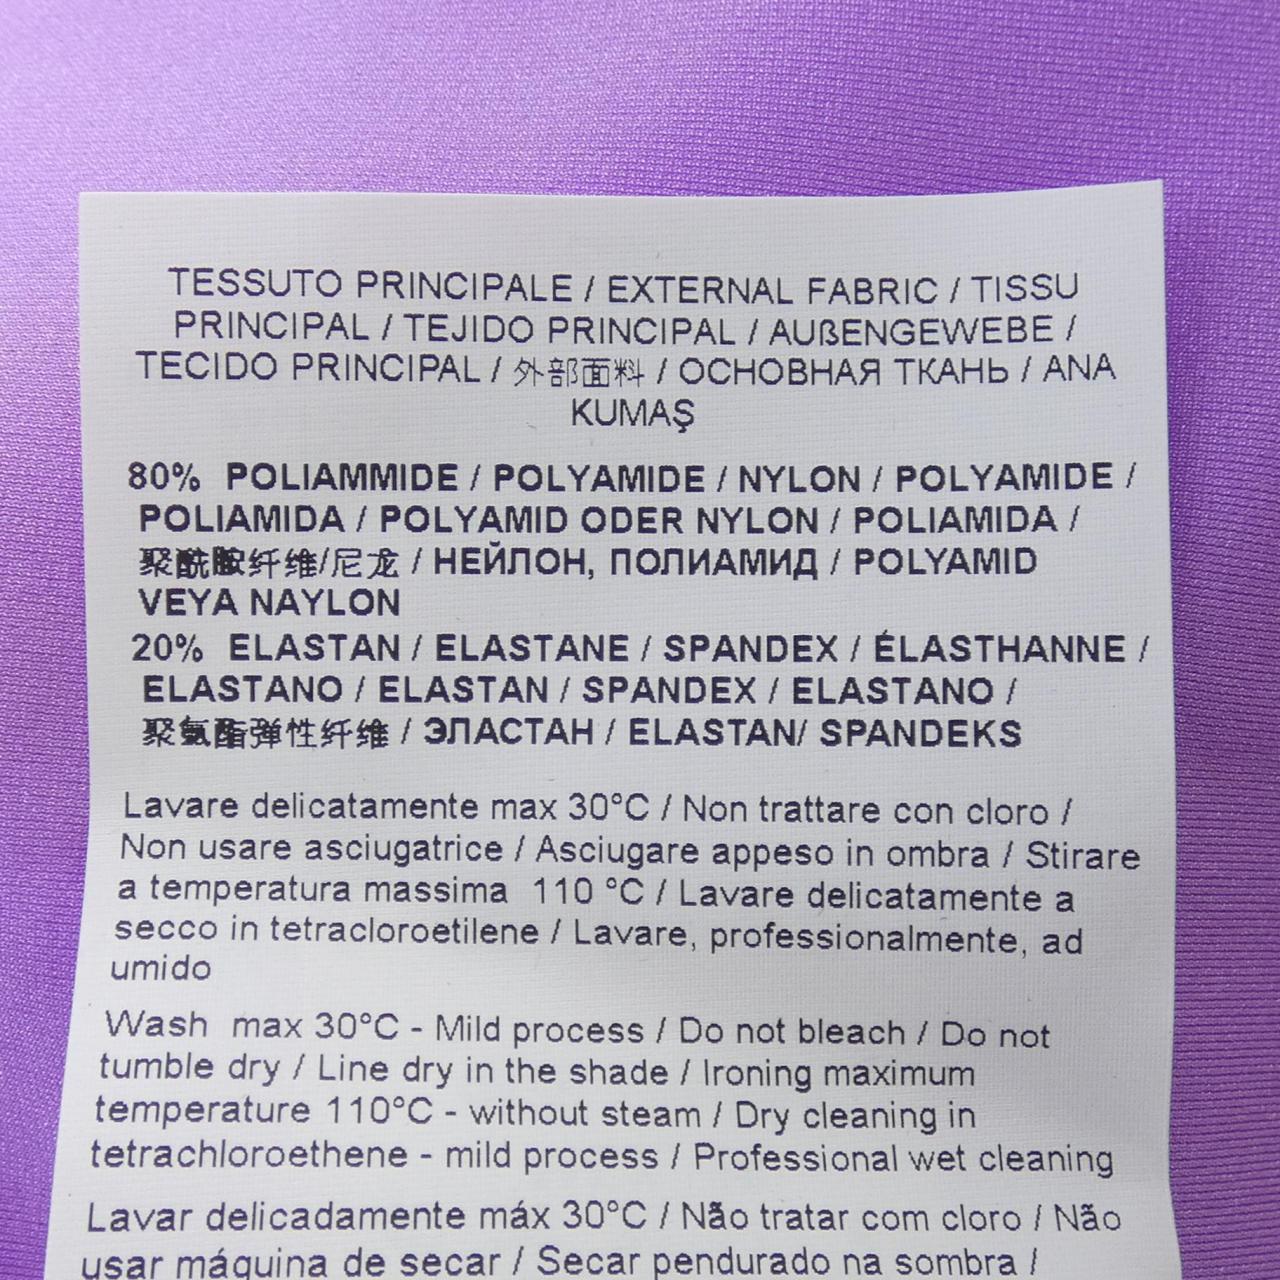 TESSUTO PRINCIPALE / EXTERNAL FABRIC / TISSU
PRINCIPAL / TEJIDO PRINCIPAL / AUßENGEWEBE /
TECIDO PRINCIPAL / 外部面料 / ОСНОВНАЯ ТКАНЬ / ANA
KUMAŞ
80% POLIAMMIDE / POLYAMIDE / NYLON / POLYAMIDE /
POLIAMIDA / POLYAMID ODER NYLON / POLIAMIDA /
聚酰胺纤维/尼龙 / НЕЙЛОН, ПОЛИАМИД / POLYAMID
VEYA NAYLON
20% ELASTAN / ELASTANE / SPANDEX / ÉLASTHANNE /
ELASTANO / ELASTAN / SPANDEX / ELASTANO /
聚氨酯弹性纤维 / ЭЛАСТАН / ELASTAN/ SPANDEKS
Lavare delicatamente max 30°C / Non trattare con cloro /
Non usare asciugatrice / Asciugare appeso in ombra / Stirare
a temperatura massima 110 °C / Lavare delicatamente a
secco in tetracloroetilene / Lavare, professionalmente, ad
umido
Wash max 30°C - Mild process / Do not bleach / Do not
tumble dry / Line dry in the shade / Ironing maximum
temperature 110°C - without steam / Dry cleaning in
tetrachloroethene - mild process / Professional wet cleaning
Lavar delicadamente máx 30°C / Não tratar com cloro / Não
usar máquina de secar / Secar pendurado na sombra /